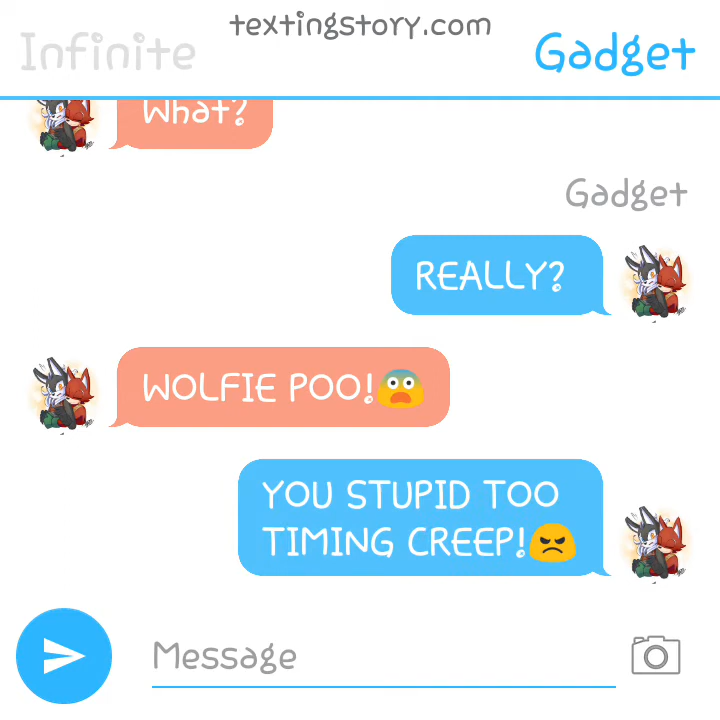 textingstory.com
Infinite
Gadget
What?
Gadget
REALLY?
WOLFIE POO!😨
YOU STUPID TOO
TIMING CREEP!😠
Message